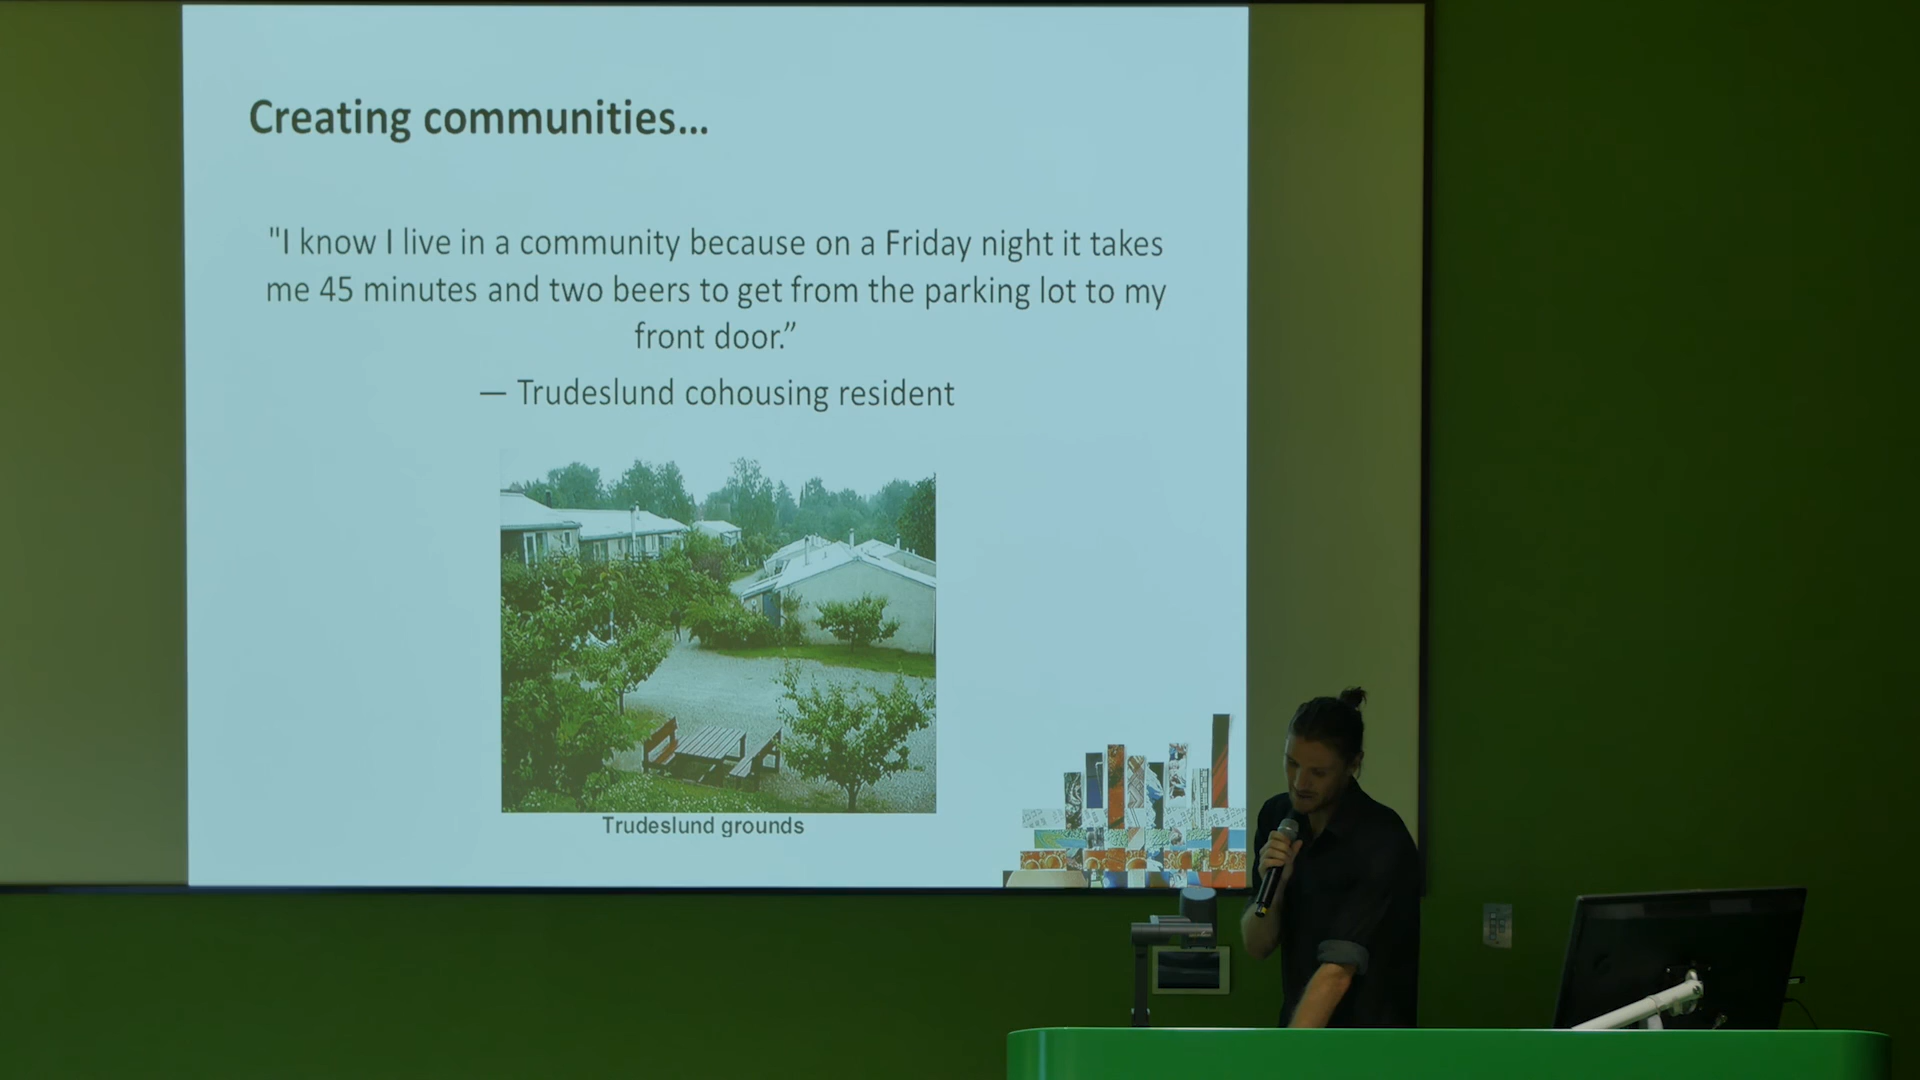 Creating communities...
"I know I live in a community because on a Friday night it takes
me 45 minutes and two beers to get from the parking lot to my
front door.”
— Trudeslund cohousing resident
Trudeslund grounds